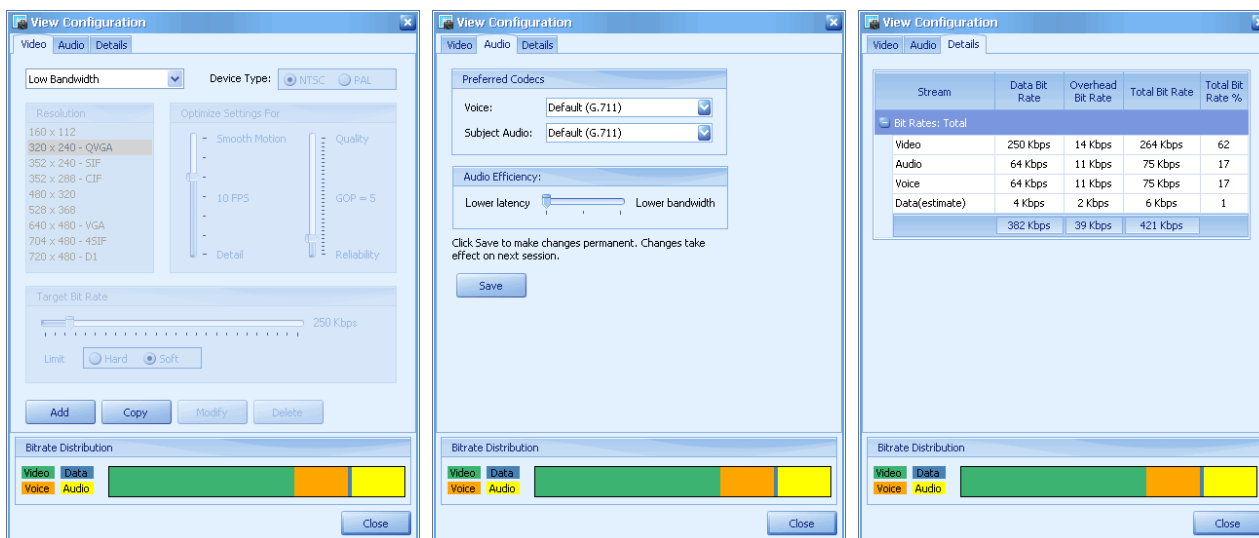 View Configuration
Video Audio Details
Low Bandwidth
Device Type: NTSC PAL
Resolution
160 x 112
320 x 240 - QVGA
352 x 240 - SIF
352 x 288 - CIF
480 x 320
528 x 368
640 x 480 - VGA
704 x 480 - 4SIF
720 x 480 - D1
Optimize Settings For
Smooth Motion Quality
10 FPS GOP = 5
Detail Reliability
Target Bit Rate
250 Kbps
Limit Hard Soft
Add Copy Modify Delete
Bitrate Distribution
Video Data
Voice Audio
Close
View Configuration
Video Audio Details
Preferred Codecs
Voice: Default (G.711)
Subject Audio: Default (G.711)
Audio Efficiency:
Lower latency Lower bandwidth
Click Save to make changes permanent. Changes take
effect on next session.
Save
Bitrate Distribution
Video Data
Voice Audio
Close
View Configuration
Video Audio Details
Stream Data Bit Rate Overhead Bit Rate Total Bit Rate Total Bit Rate %
Bit Rates: Total
Video 250 Kbps 14 Kbps 264 Kbps 62
Audio 64 Kbps 11 Kbps 75 Kbps 17
Voice 64 Kbps 11 Kbps 75 Kbps 17
Data(estimate) 4 Kbps 2 Kbps 6 Kbps 1
382 Kbps 39 Kbps 421 Kbps
Bitrate Distribution
Video Data
Voice Audio
Close